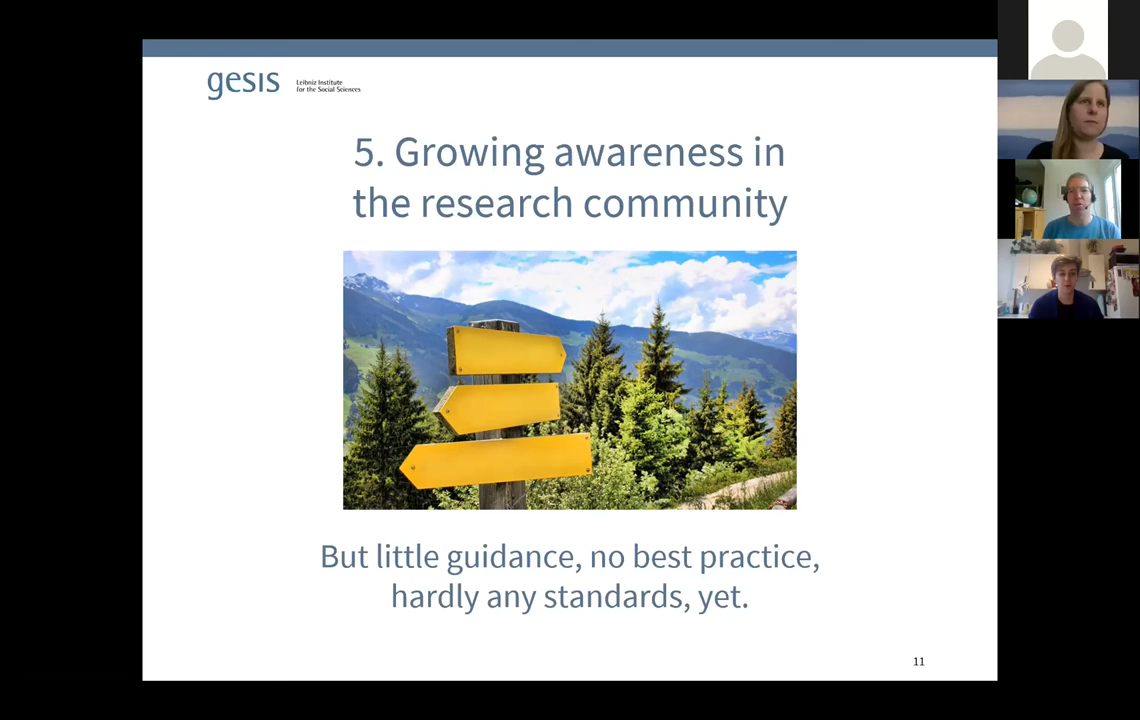 gesis
Leibniz Institute
for the Social Sciences
5. Growing awareness in
the research community
But little guidance, no best practice,
hardly any standards, yet.
11